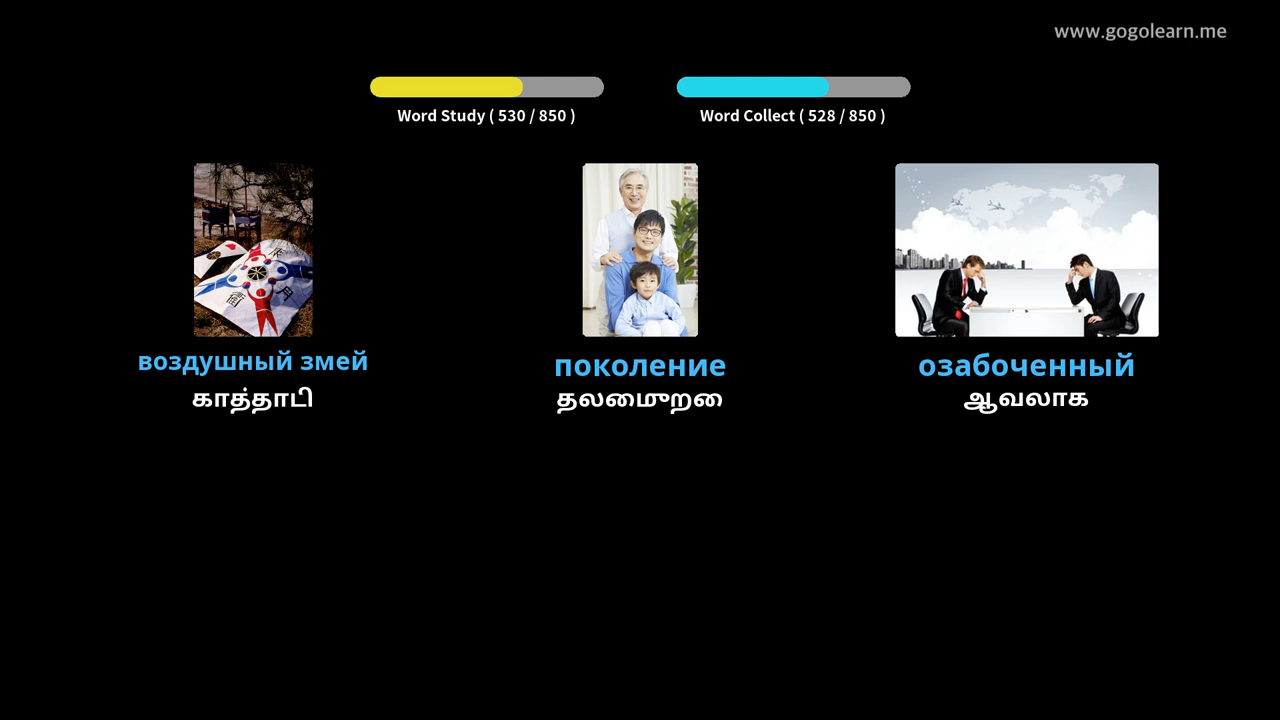 www.gogolearn.me
Word Study ( 530 / 850 )
Word Collect ( 528 / 850 )
воздушный змей
காத்தாடி
поколение
தலைமுறை
озабоченный
ஆவலாக